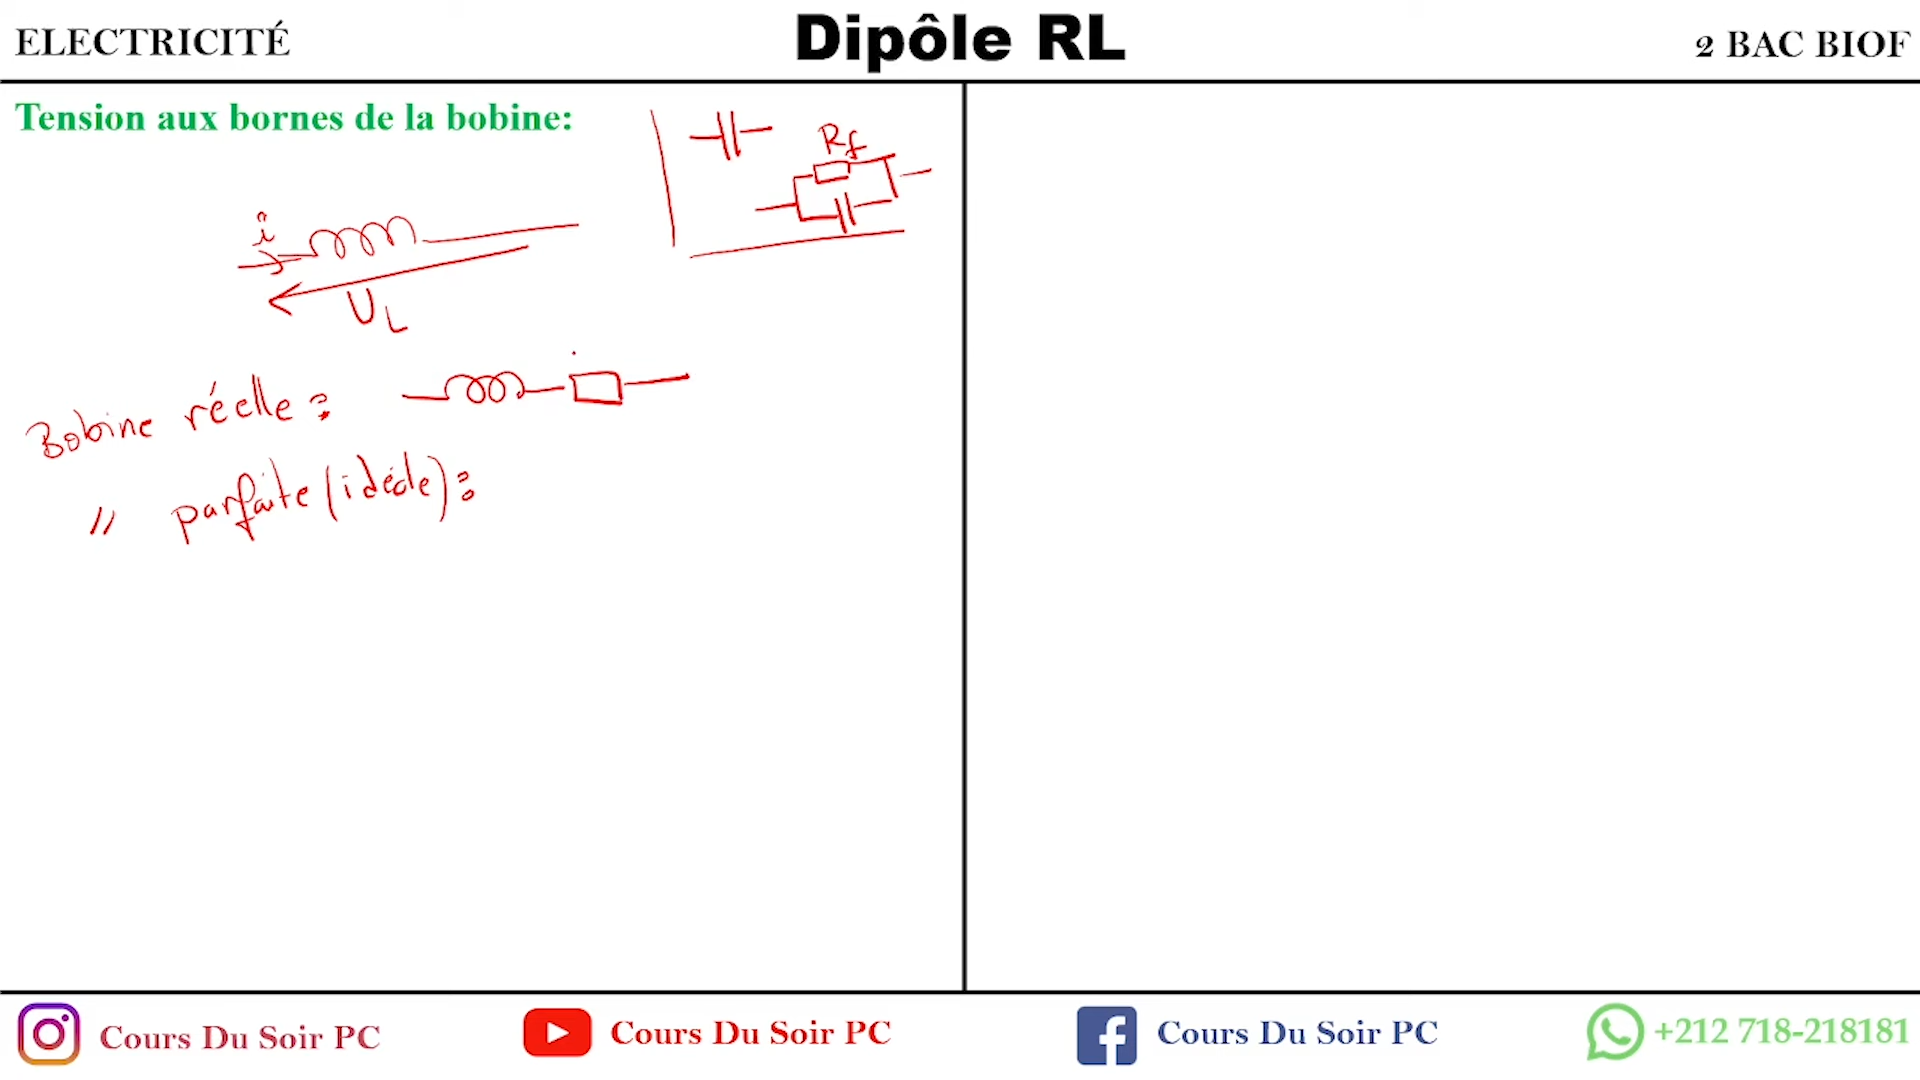 ELECTRICITÉ
Dipôle RL
2 BAC BIOF
Tension aux bornes de la bobine:
Rf
i
UL
Bobine réelle :
" parfaite (idéale) :
Cours Du Soir PC
Cours Du Soir PC
Cours Du Soir PC
+212 718-218181